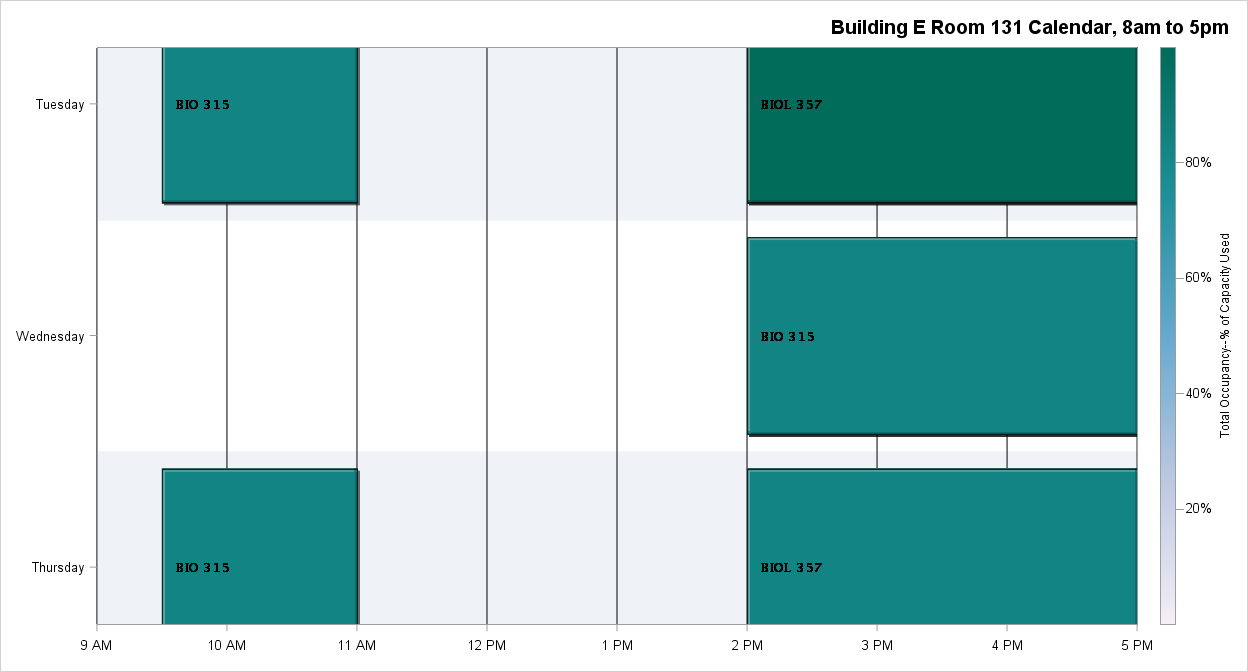 Building E Room 131 Calendar, 8am to 5pm
Tuesday
BIO 315
BIOL 357
Wednesday
BIO 315
Thursday
BIO 315
BIOL 357
9 AM
10 AM
11 AM
12 PM
1 PM
2 PM
3 PM
4 PM
5 PM
80%
60%
40%
20%
Total Occupancy--% of Capacity Used